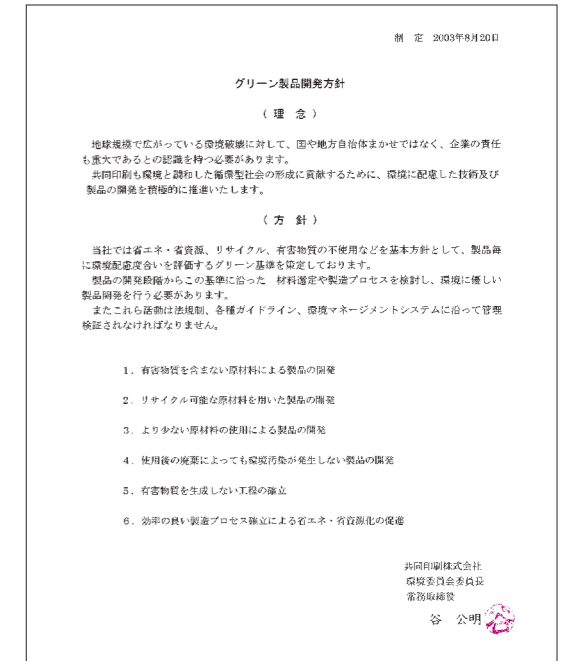 制 定 2003年8月20日
グリーン製品開発方針
（ 理 念 ）
地球規模で広がっている環境破壊に対して、国や地方自治体まかせではなく、企業の責任
も重大であるとの認識を持つ必要があります。
共同印刷も環境と調和した循環型社会の形成に貢献するために、環境に配慮した技術及び
製品の開発を積極的に推進いたします。
（ 方 針 ）
当社では省エネ・省資源、リサイクル、有害物質の不使用などを基本方針として、製品毎
に環境配慮度合いを評価するグリーン基準を策定しております。
製品の開発段階からこの基準に沿った 材料選定や製造プロセスを検討し、環境に優しい
製品開発を行う必要があります。
またこれら活動は法規制、各種ガイドライン、環境マネージメントシステムに沿って管理
検証されなければなりません。
１．有害物質を含まない原材料による製品の開発
２．リサイクル可能な原材料を用いた製品の開発
３．より少ない原材料の使用による製品の開発
４．使用後の廃棄によっても環境汚染が発生しない製品の開発
５．有害物質を生成しない工程の確立
６．効率の良い製造プロセス確立による省エネ・省資源化の促進
共同印刷株式会社
環境委員会委員長
常務取締役
谷 公明
谷